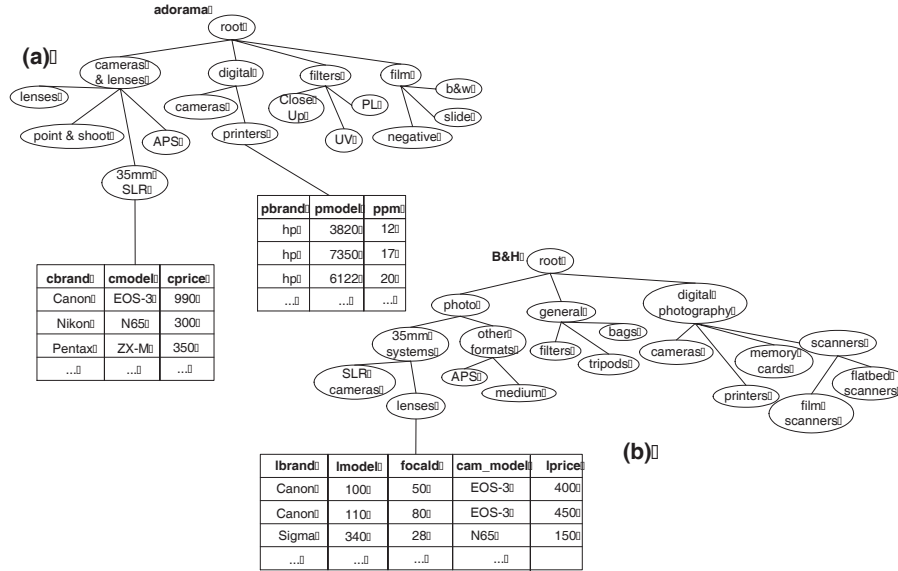 adorama
root
(a)
cameras
& lenses
digital
filters
film
b&w
lenses
cameras
Close
Up
PL
slide
point & shoot
APS
printers
UV
negative
35mm
SLR
pbrand pmodel ppm
hp 3820 12
hp 7350 17
hp 6122 20
... ... ...
cbrand cmodel cprice
Canon EOS-3 990
Nikon N65 300
Pentax ZX-M 350
... ... ...
B&H
root
photo
general
digital
photography
35mm
systems
other
formats
filters
bags
tripods
cameras
memory
cards
scanners
SLR
cameras
APS
medium
lenses
printers
film
scanners
flatbed
scanners
(b)
lbrand lmodel focald cam_model lprice
Canon 100 50 EOS-3 400
Canon 110 80 EOS-3 450
Sigma 340 28 N65 150
... ... ... ...